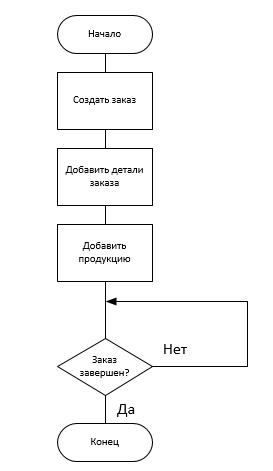 Начало
Создать заказ
Добавить детали
заказа
Добавить
продукцию
Заказ
завершен?
Нет
Да
Конец